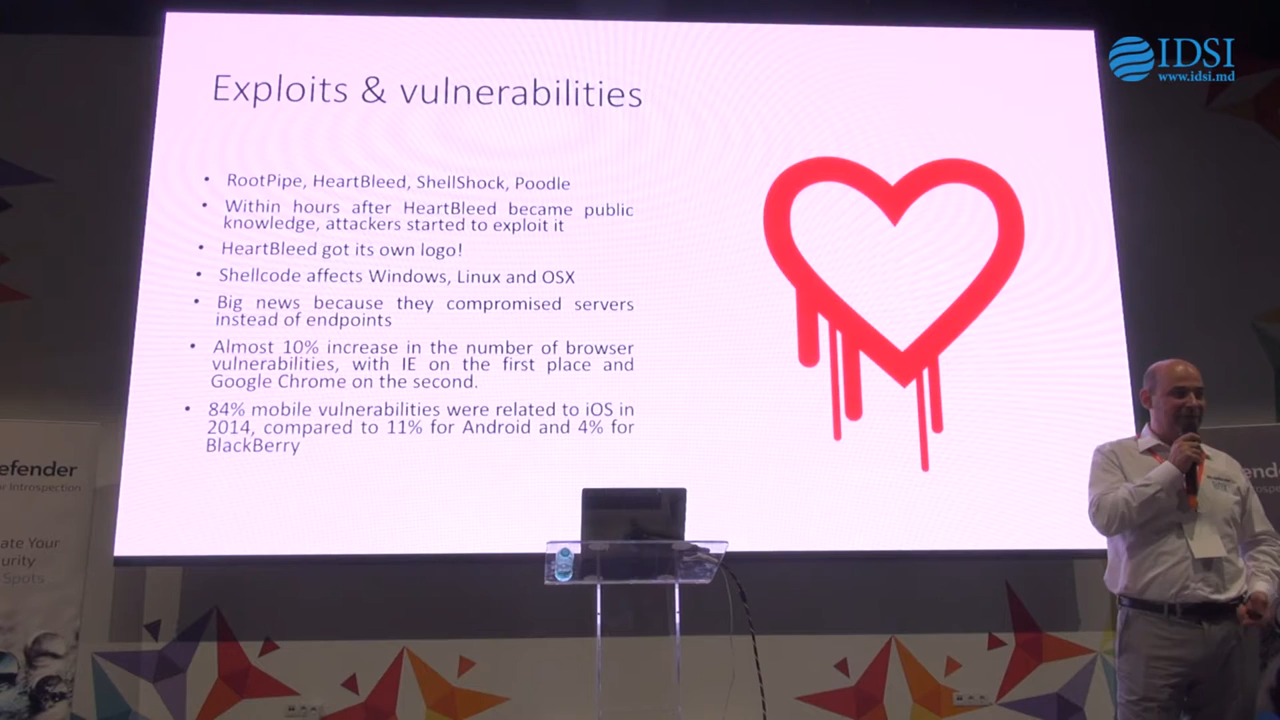 IDSI
www.idsi.md
Exploits & vulnerabilities
• RootPipe, HeartBleed, ShellShock, Poodle
• Within hours after HeartBleed became public
knowledge, attackers started to exploit it
• HeartBleed got its own logo!
• Shellcode affects Windows, Linux and OSX
• Big news because they compromised servers
instead of endpoints
• Almost 10% increase in the number of browser
vulnerabilities, with IE on the first place and
Google Chrome on the second.
• 84% mobile vulnerabilities were related to iOS in
2014, compared to 11% for Android and 4% for
BlackBerry
efender
r Introspection
ate Your
urity
Spots